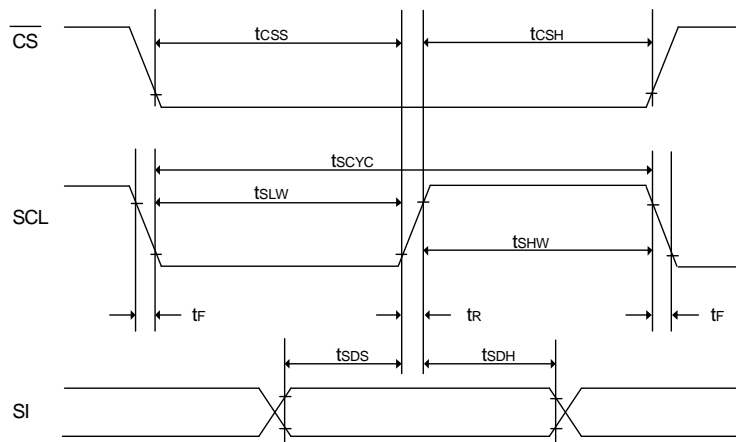 CS
tCSS
tCSH
tSCYC
tSLW
SCL
tSHW
tF
tR
tF
tSDS
tSDH
SI